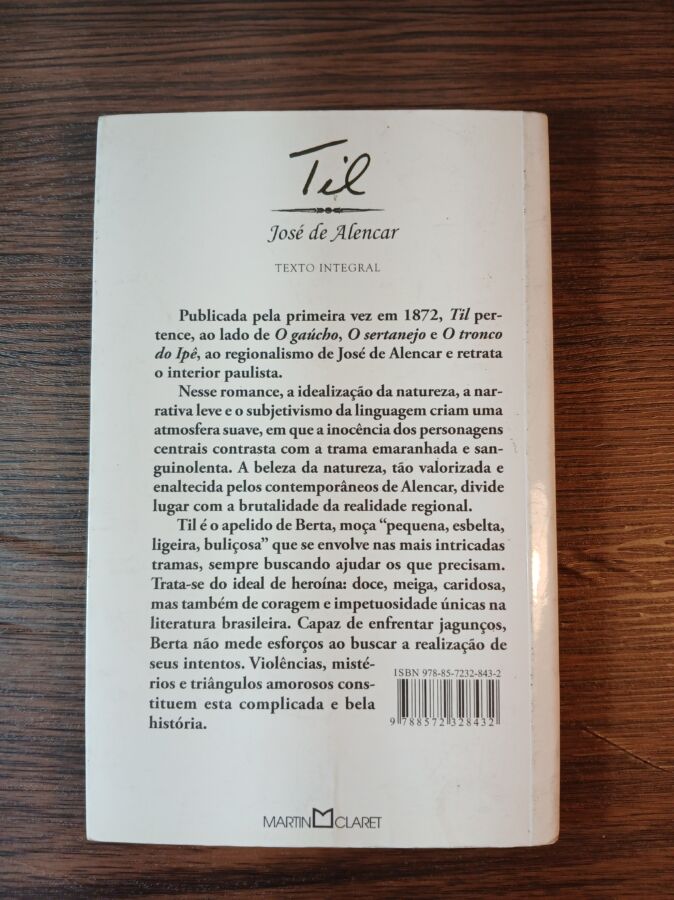 Til
José de Alencar
TEXTO INTEGRAL
Publicada pela primeira vez em 1872, Til per-
tence, ao lado de O gaúcho, O sertanejo e O tronco
do Ipê, ao regionalismo de José de Alencar e retrata
o interior paulista.
Nesse romance, a idealização da natureza, a nar-
rativa leve e o subjetivismo da linguagem criam uma
atmosfera suave, em que a inocência dos personagens
centrais contrasta com a trama emaranhada e san-
guinolenta. A beleza da natureza, tão valorizada e
enaltecida pelos contemporâneos de Alencar, divide
lugar com a brutalidade da realidade regional.
Til é o apelido de Berta, moça “pequena, esbelta,
ligeira, buliçosa” que se envolve nas mais intricadas
tramas, sempre buscando ajudar os que precisam.
Trata-se do ideal de heroína: doce, meiga, caridosa,
mas também de coragem e impetuosidade únicas na
literatura brasileira. Capaz de enfrentar jagunços,
Berta não mede esforços ao buscar a realização de
seus intentos. Violências, misté-
rios e triângulos amorosos cons-
tituem esta complicada e bela
história.
ISBN 978-85-7232-843-2
9 788572 328432
MARTIN CLARET